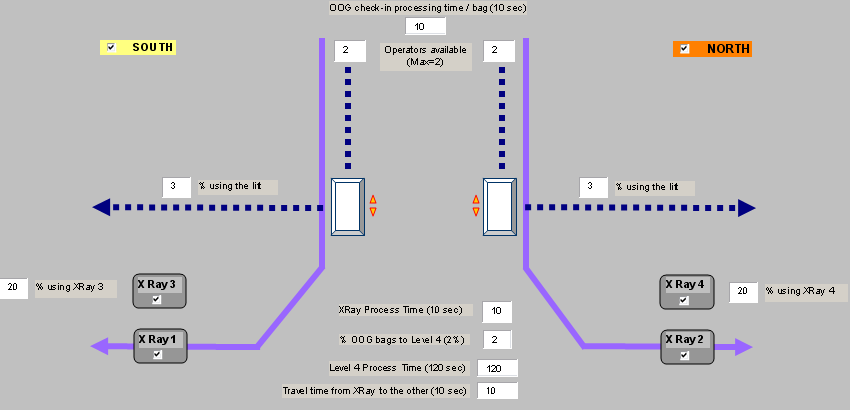 OOG check-in processing time / bag (10 sec)
10
SOUTH
2
Operators available
(Max=2)
2
NORTH
3
% using the lift
3
% using the lift
20
% using XRay 3
X Ray 3
X Ray 4
20
% using XRay 4
XRay Process Time (10 sec)
10
X Ray 1
% OOG bags to Level 4 (2%)
2
X Ray 2
Level 4 Process Time (120 sec)
120
Travel time from XRay to the other (10 sec)
10